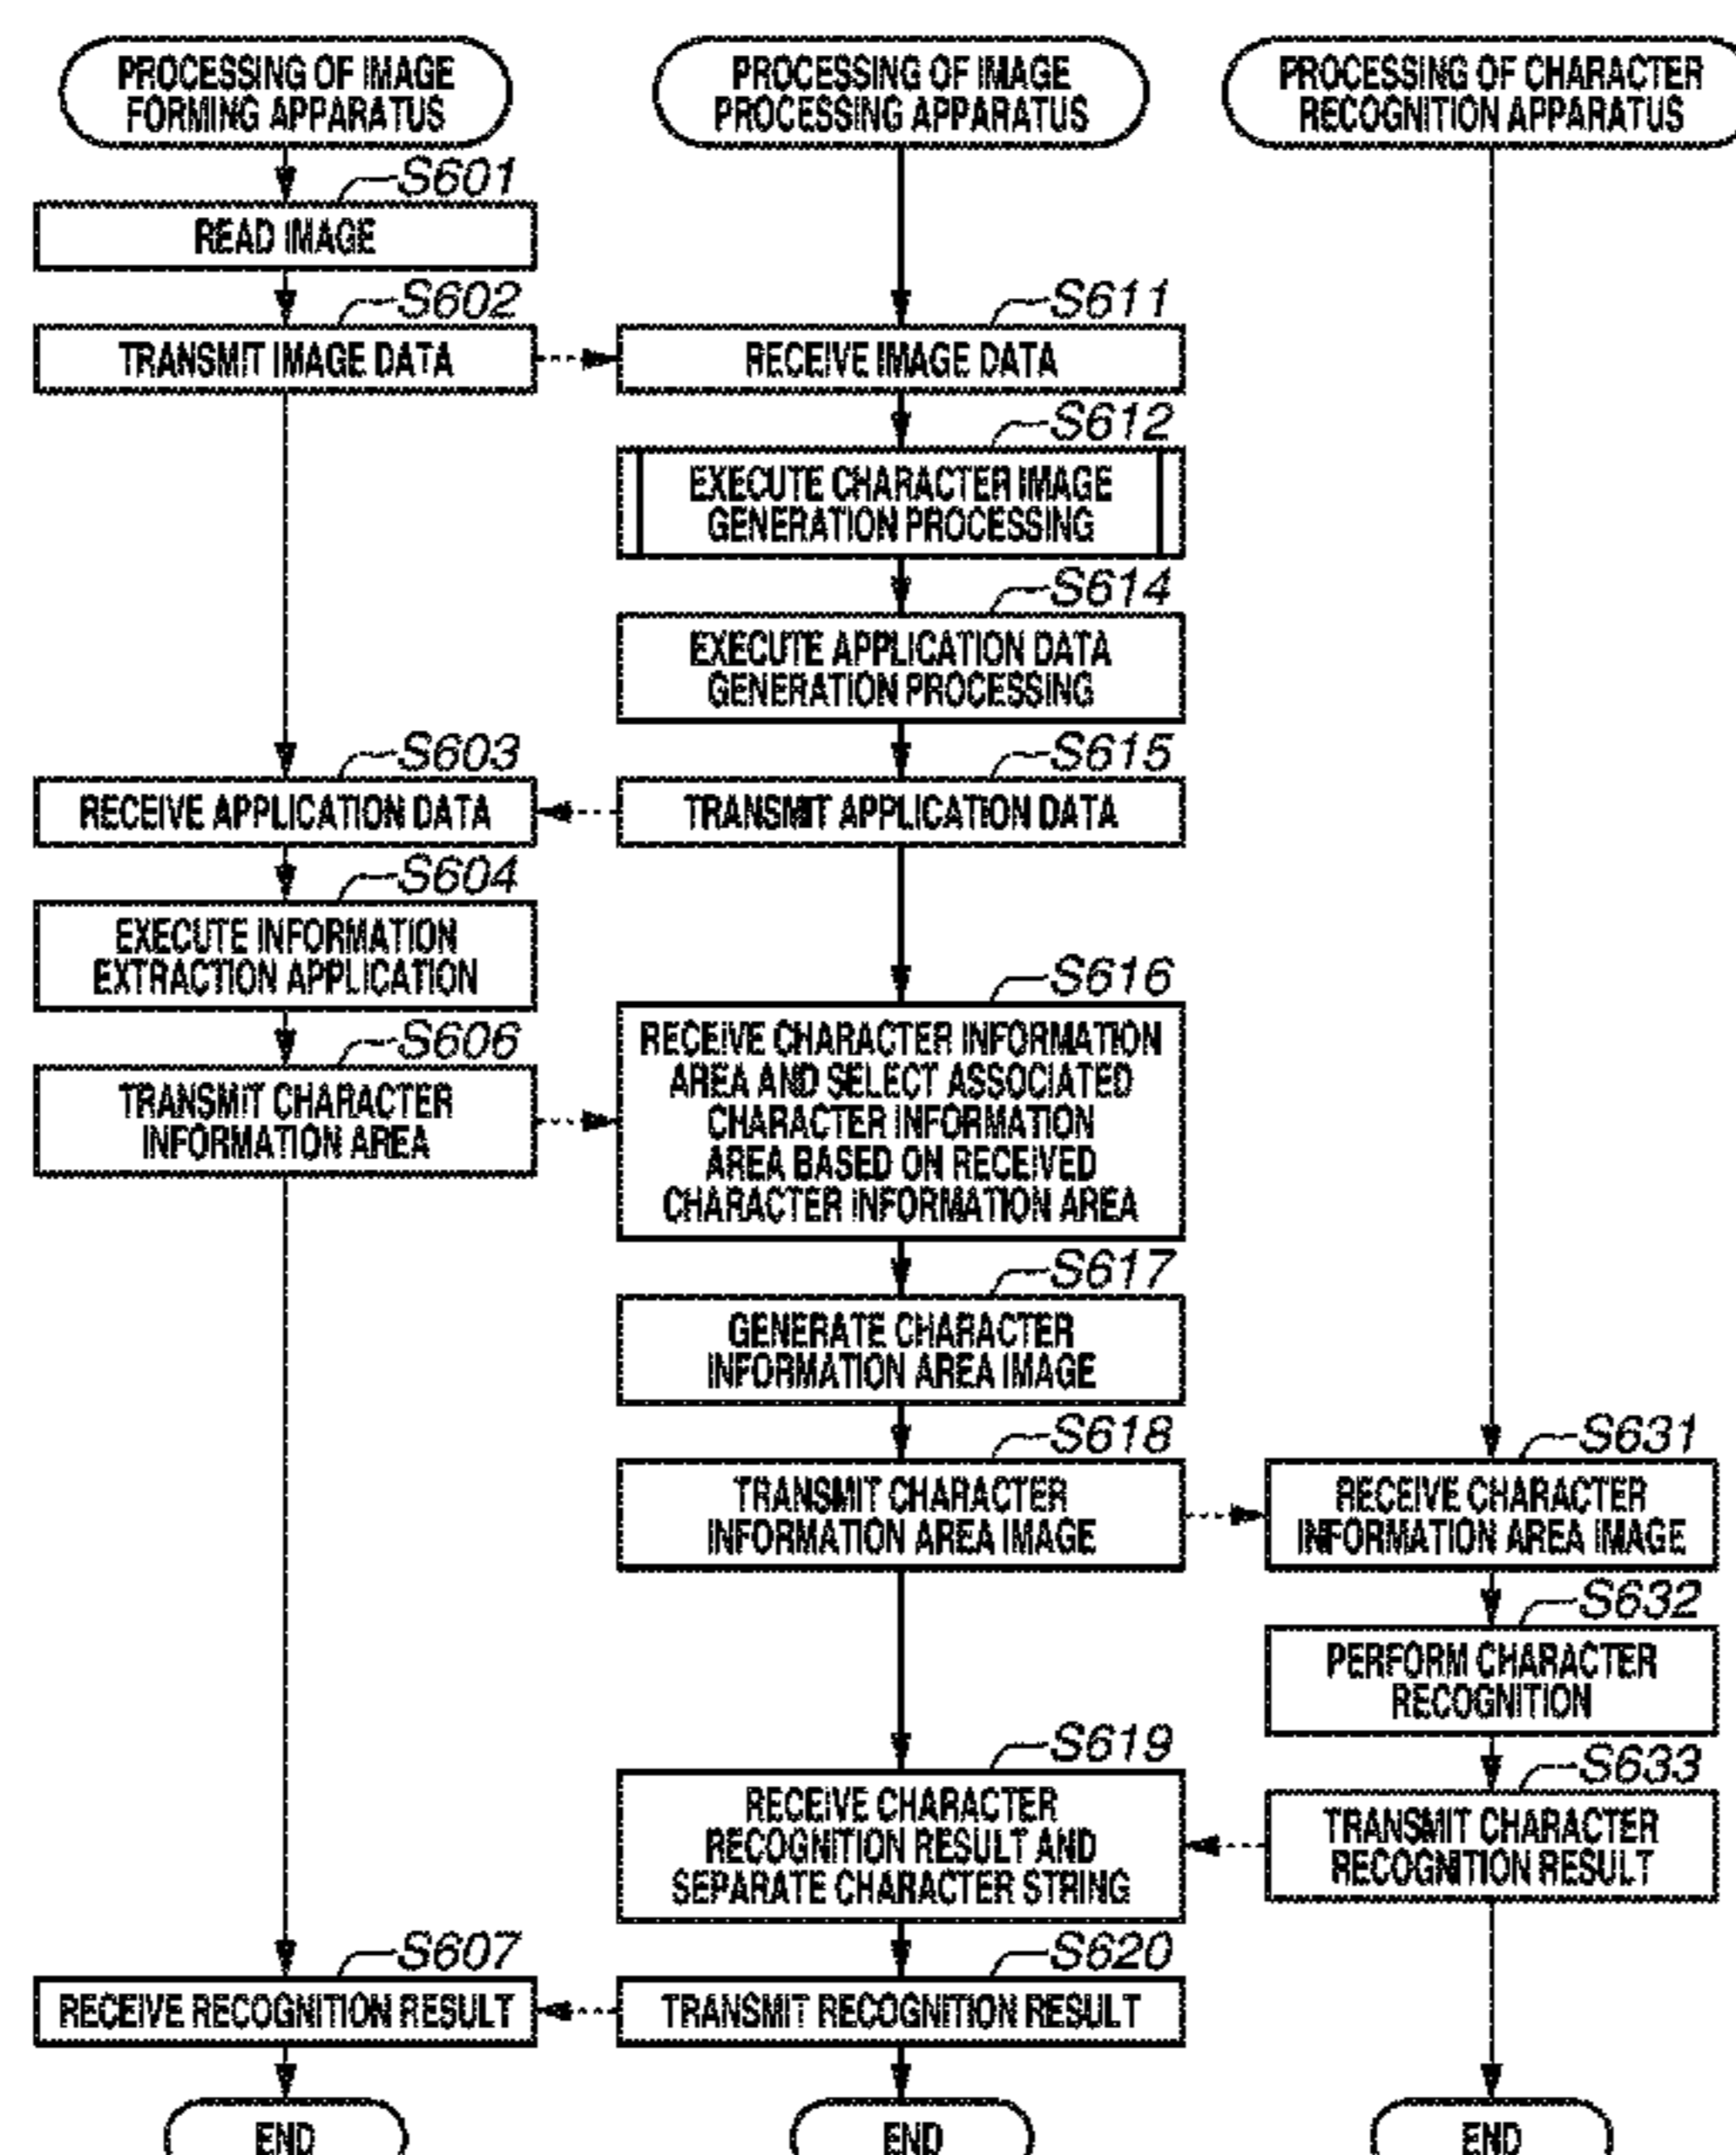 PROCESSING OF IMAGE
FORMING APPARATUS
S601
READ IMAGE
S602
TRANSMIT IMAGE DATA
S603
RECEIVE APPLICATION DATA
S604
EXECUTE INFORMATION
EXTRACTION APPLICATION
S606
TRANSMIT CHARACTER
INFORMATION AREA
S607
RECEIVE RECOGNITION RESULT
END
PROCESSING OF IMAGE
PROCESSING APPARATUS
S611
RECEIVE IMAGE DATA
S612
EXECUTE CHARACTER IMAGE
GENERATION PROCESSING
S614
EXECUTE APPLICATION DATA
GENERATION PROCESSING
S615
TRANSMIT APPLICATION DATA
S616
RECEIVE CHARACTER INFORMATION
AREA AND SELECT ASSOCIATED
CHARACTER INFORMATION
AREA BASED ON RECEIVED
CHARACTER INFORMATION AREA
S617
GENERATE CHARACTER
INFORMATION AREA IMAGE
S618
TRANSMIT CHARACTER
INFORMATION AREA IMAGE
S619
RECEIVE CHARACTER
RECOGNITION RESULT AND
SEPARATE CHARACTER STRING
S620
TRANSMIT RECOGNITION RESULT
END
PROCESSING OF CHARACTER
RECOGNITION APPARATUS
S631
RECEIVE CHARACTER
INFORMATION AREA IMAGE
S632
PERFORM CHARACTER
RECOGNITION
S633
TRANSMIT CHARACTER
RECOGNITION RESULT
END